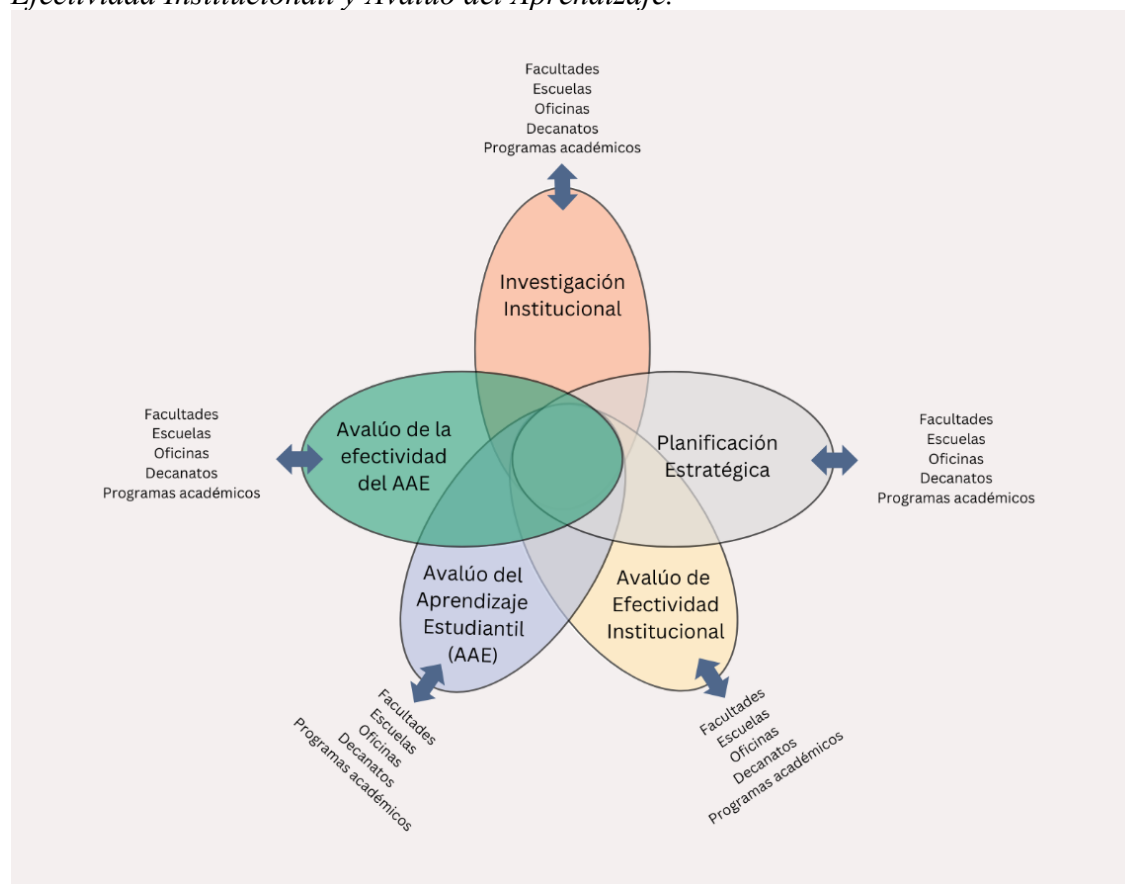 Efectividad Institucionall y Avalúo del Aprendizaje.
Facultades
Escuelas
Oficinas
Decanatos
Programas académicos
Investigación
Institucional
Facultades
Escuelas
Oficinas
Decanatos
Programas académicos
Avalúo de la
efectividad
del AAE
Planificación
Estratégica
Facultades
Escuelas
Oficinas
Decanatos
Programas académicos
Avalúo del
Aprendizaje
Estudiantil
(AAE)
Avalúo de
Efectividad
Institucional
Facultades
Escuelas
Oficinas
Decanatos
Programas académicos
Facultades
Escuelas
Oficinas
Decanatos
Programas académicos